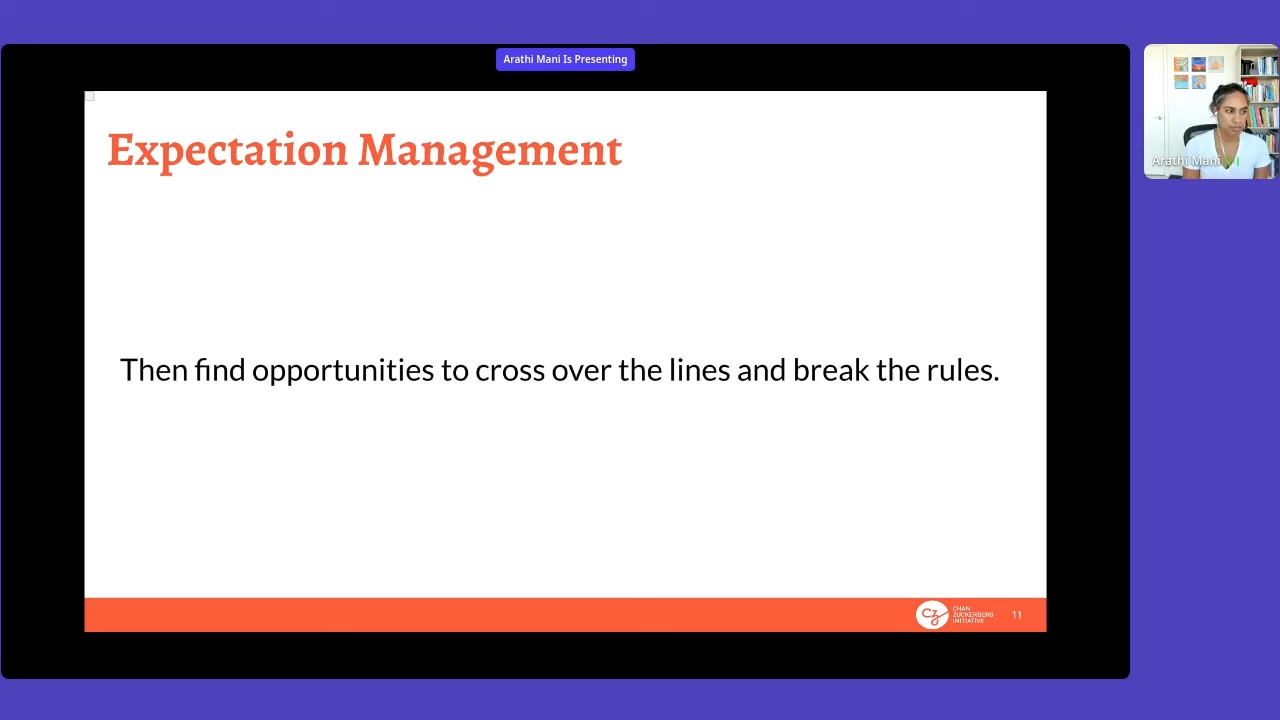 Arathi Mani Is Presenting
Expectation Management
Arathi Mani
Then find opportunities to cross over the lines and break the rules.
CZ
CHAN
ZUCKERBERG
INITIATIVE
11